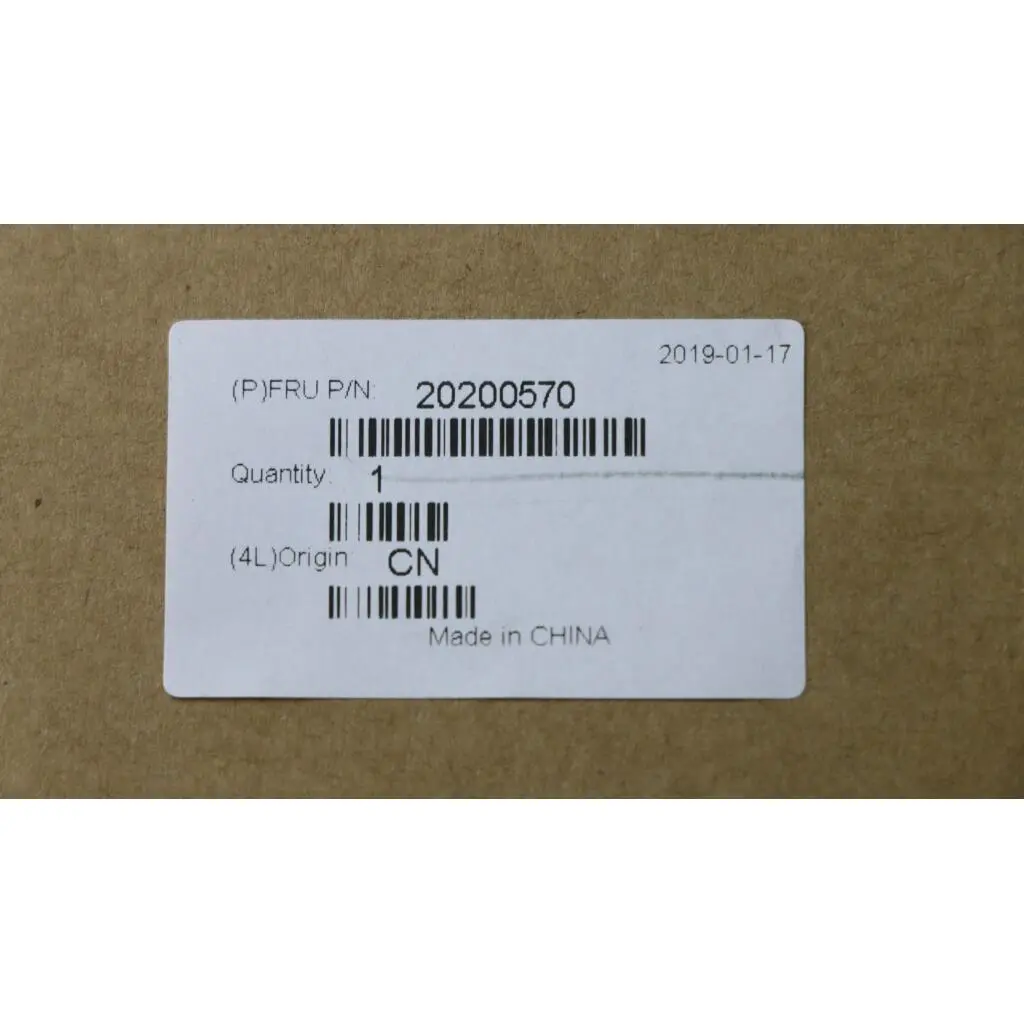 2019-01-17
(P)FRU P/N: 20200570
Quantity: 1
(4L)Origin CN
Made in CHINA